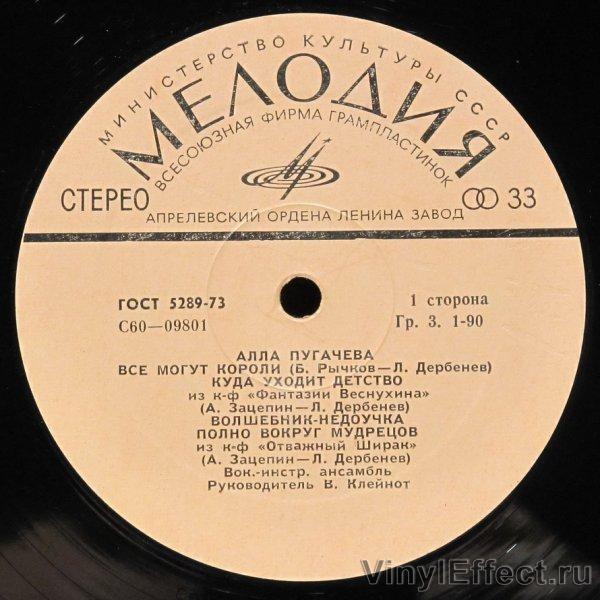 МИНИСТЕРСТВО КУЛЬТУРЫ СССР
МЕЛОДИЯ
ВСЕСОЮЗНАЯ ФИРМА ГРАМПЛАСТИНОК
СТЕРЕО
33
АПРЕЛЕВСКИЙ ОРДЕНА ЛЕНИНА ЗАВОД
ГОСТ 5289-73
1 сторона
С60—09801
Гр. 3. 1-90
АЛЛА ПУГАЧЕВА
ВСЕ МОГУТ КОРОЛИ (Б. Рычков—Л. Дербенев)
КУДА УХОДИТ ДЕТСТВО
из к-ф «Фантазии Веснухина»
(А. Зацепин—Л. Дербенев)
ВОЛШЕБНИК-НЕДОУЧКА
ПОЛНО ВОКРУГ МУДРЕЦОВ
из к-ф «Отважный Ширак»
(А. Зацепин—Л. Дербенев)
Вок.-инстр. ансамбль
Руководитель В. Клейнот
VinylEffect.ru